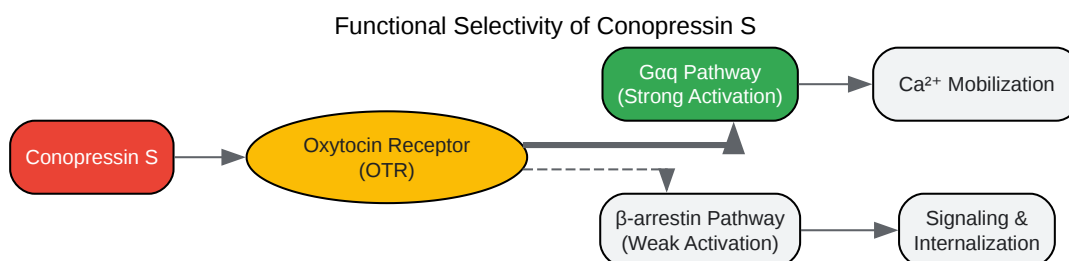 Functional Selectivity of Conopressin S
Gαq Pathway
(Strong Activation)
Ca²⁺ Mobilization
Conopressin S
Oxytocin Receptor
(OTR)
β-arrestin Pathway
(Weak Activation)
Signaling &
Internalization